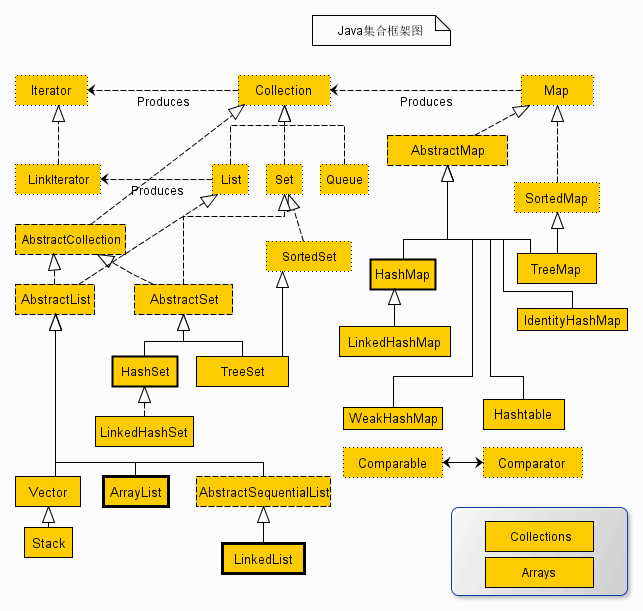 Java集合框架图
Iterator
Collection
Map
Produces
Produces
AbstractMap
LinkIterator
Produces
List
Set
Queue
SortedMap
AbstractCollection
SortedSet
HashMap
TreeMap
AbstractList
AbstractSet
IdentityHashMap
LinkedHashMap
HashSet
TreeSet
WeakHashMap
Hashtable
LinkedHashSet
Comparable
Comparator
Vector
ArrayList
AbstractSequentialList
Stack
LinkedList
Collections
Arrays